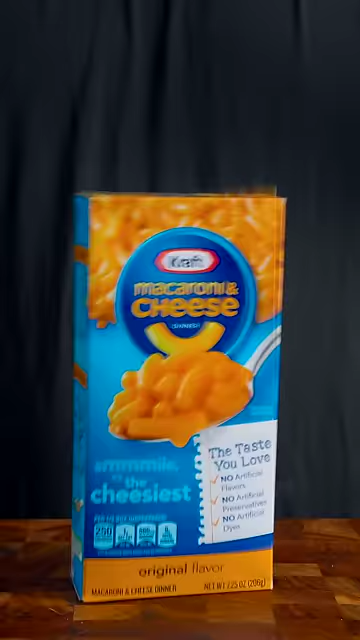 Kraft
macaroni &
CHEESE
The Taste
You Love
NO Artificial
Flavors
NO Artificial
Preservatives
NO Artificial
Dyes
the
cheesiest
250
original flavor
MACARONI & CHEESE DINNER
NET WT 7.25 OZ (206g)